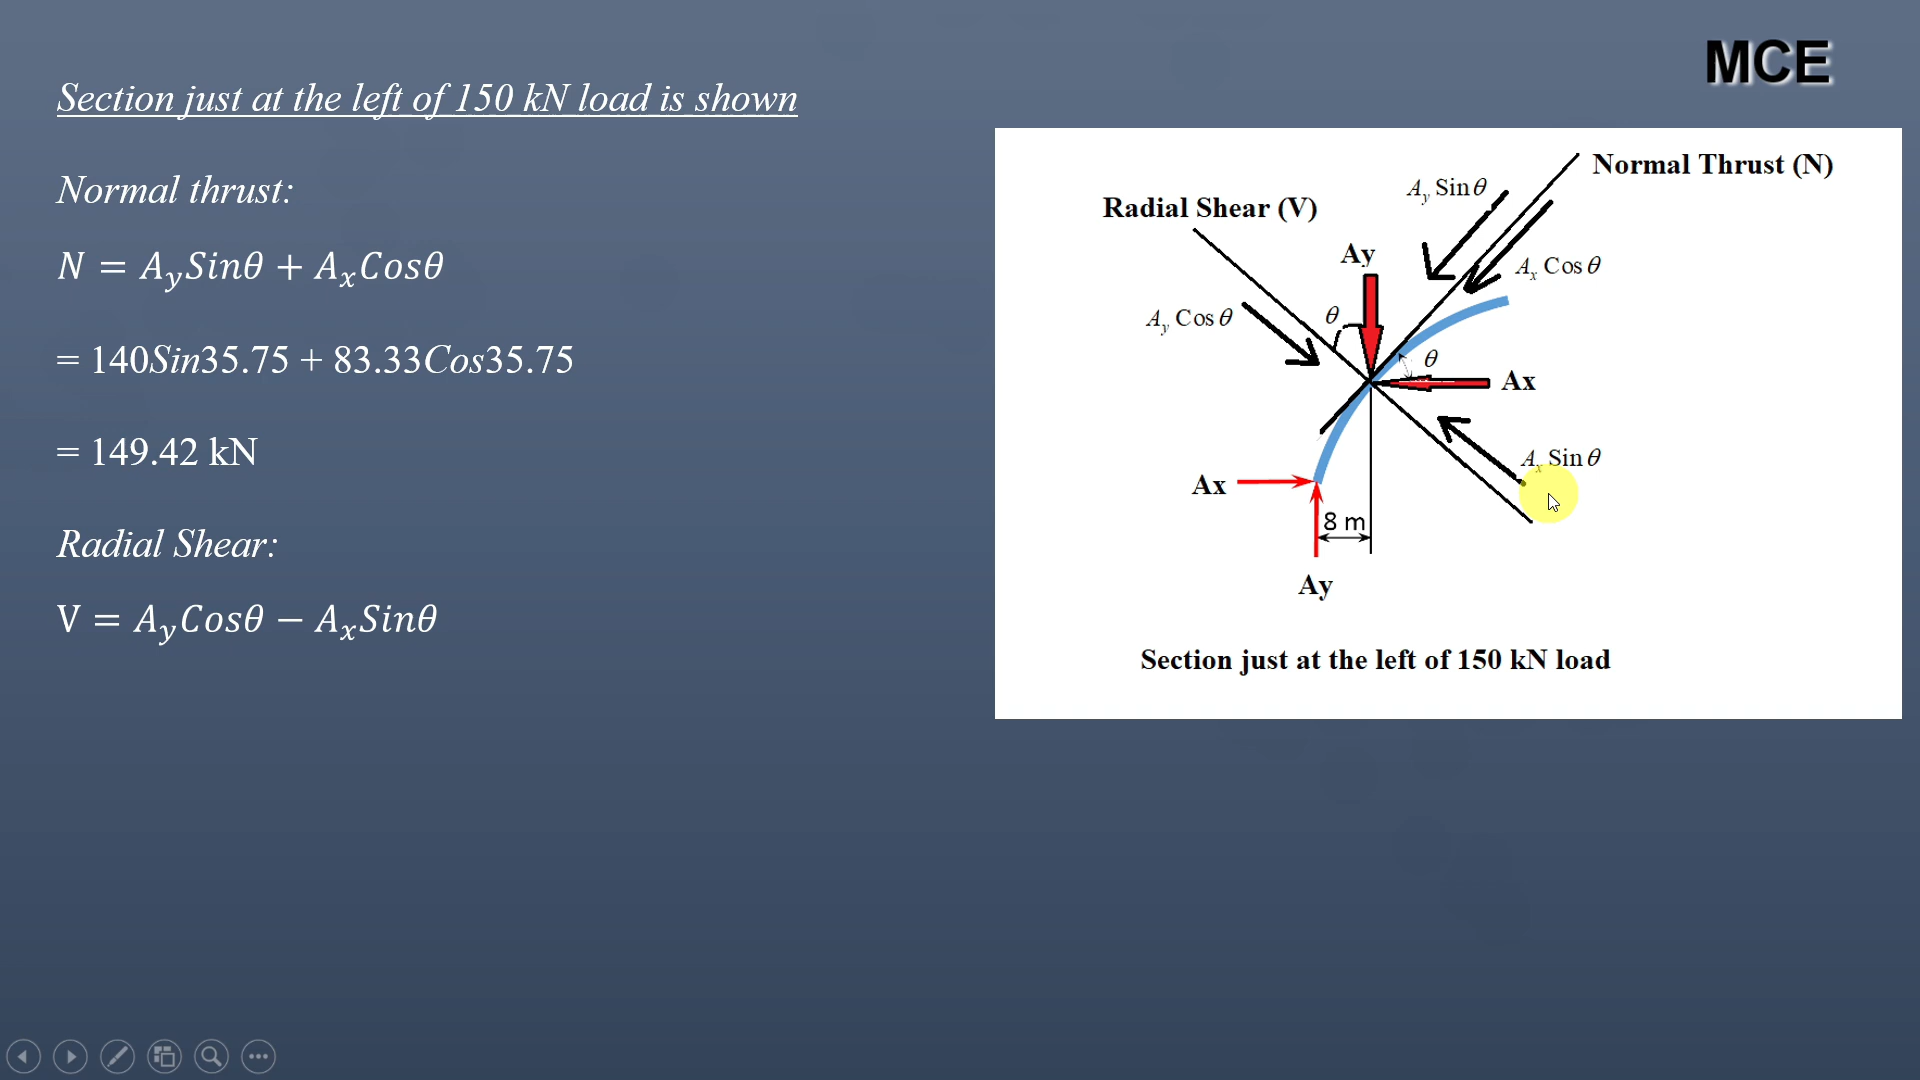 MCE
Section just at the left of 150 kN load is shown
Normal thrust:
N = A_y Sinθ + A_x Cosθ
= 140Sin35.75 + 83.33Cos35.75
= 149.42 kN
Radial Shear:
V = A_y Cosθ − A_x Sinθ
Normal Thrust (N)
A_y Sin θ
Radial Shear (V)
Ay
A_x Cos θ
A_y Cos θ
θ
θ
Ax
A_x Sin θ
Ax
8 m
Ay
Section just at the left of 150 kN load